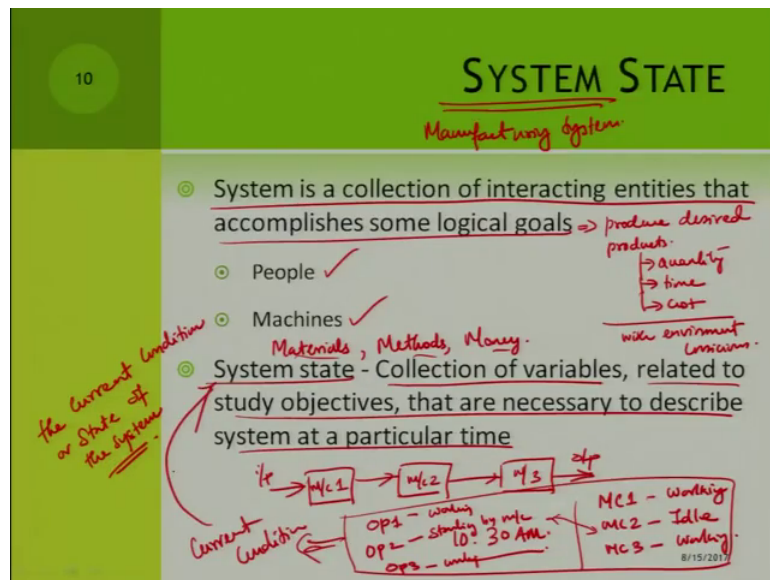 10
SYSTEM STATE
Manufacturing System.
System is a collection of interacting entities that
accomplishes some logical goals ⇒ produce desired
products.
→ quantity
→ time
→ cost
People ✓
Machines ✓
with environment
Materials, Methods, Money.
System state - Collection of variables, related to
study objectives, that are necessary to describe
system at a particular time
the current condition
or state of
the system
i/p → m/c1 → m/c2 → m/3 → o/p
Current
Condition
OP1 - working
OP2 - standing by m/c
10:30 AM.
OP3 - working
MC1 - working
MC2 - Idle
MC3 - working.
8/15/2017